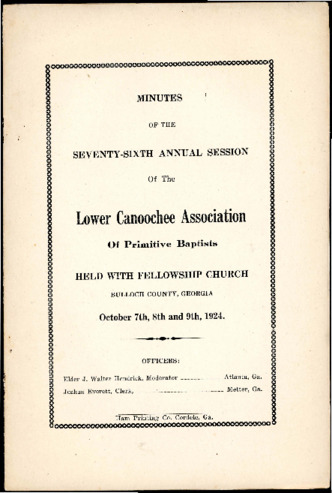 MINUTES
OF THE
SEVENTY-SIXTH ANNUAL SESSION
Of The
Lower Canoochee Association
Of Primitive Baptists
HELD WITH FELLOWSHIP CHURCH
BULLOCH COUNTY, GEORGIA
October 7th, 8th and 9th, 1924.
OFFICERS:
Elder J. Walter Hendrick, Moderator Atlanta, Ga.
Joshua Everett, Clerk, Metter, Ga.
Ham Printing Co. Cordele, Ga.